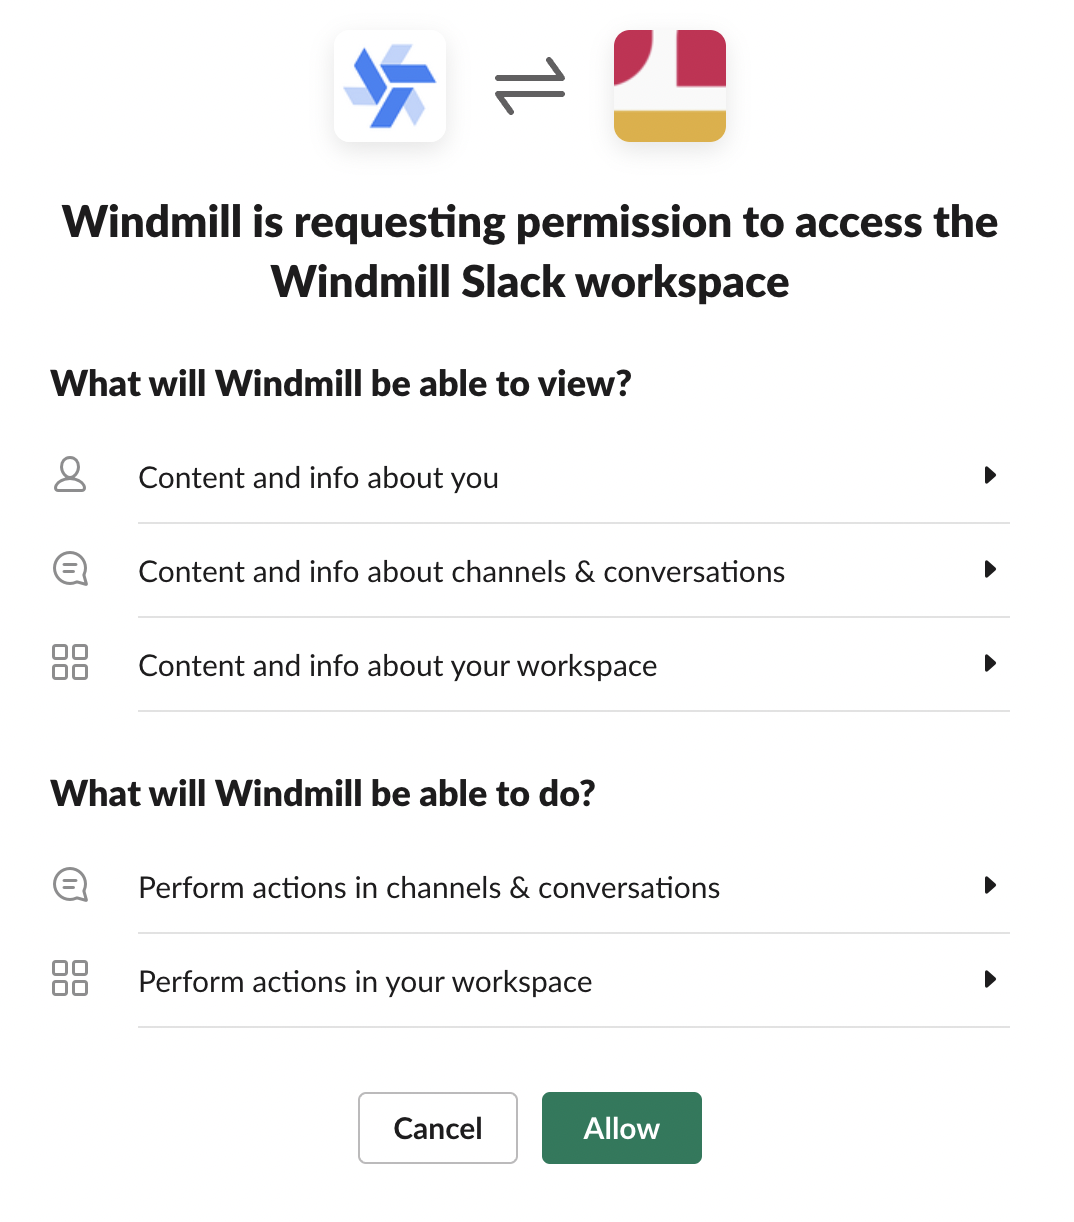 Windmill is requesting permission to access the
Windmill Slack workspace
What will Windmill be able to view?
Content and info about you
Content and info about channels & conversations
Content and info about your workspace
What will Windmill be able to do?
Perform actions in channels & conversations
Perform actions in your workspace
Cancel
Allow